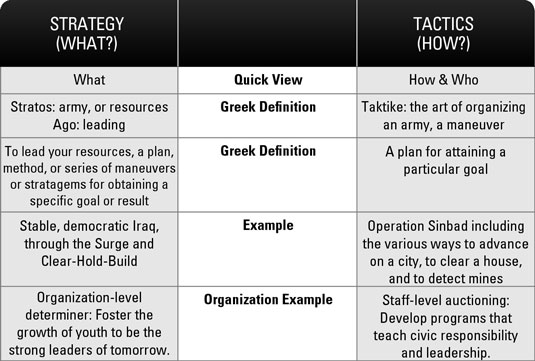 STRATEGY
(WHAT?)
TACTICS
(HOW?)
What
Quick View
How & Who
Stratos: army, or resources
Ago: leading
Greek Definition
Taktike: the art of organizing
an army, a maneuver
To lead your resources, a plan,
method, or series of maneuvers
or stratagems for obtaining a
specific goal or result
Greek Definition
A plan for attaining a
particular goal
Stable, democratic Iraq,
through the Surge and
Clear-Hold-Build
Example
Operation Sinbad including
the various ways to advance
on a city, to clear a house,
and to detect mines
Organization-level
determiner: Foster the
growth of youth to be the
strong leaders of tomorrow.
Organization Example
Staff-level auctioning:
Develop programs that
teach civic responsibility
and leadership.